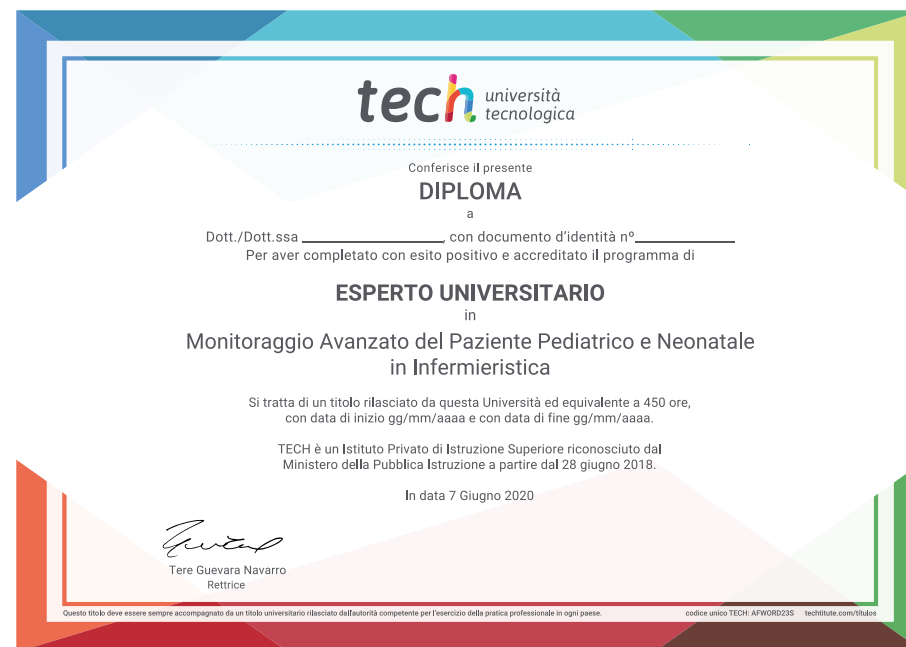 tech università
tecnologica
Conferisce il presente
DIPLOMA
a
Dott./Dott.ssa ________________, con documento d'identità nº____________
Per aver completato con esito positivo e accreditato il programma di
ESPERTO UNIVERSITARIO
in
Monitoraggio Avanzato del Paziente Pediatrico e Neonatale
in Infermieristica
Si tratta di un titolo rilasciato da questa Università ed equivalente a 450 ore,
con data di inizio gg/mm/aaaa e con data di fine gg/mm/aaaa.
TECH è un Istituto Privato di Istruzione Superiore riconosciuto dal
Ministero della Pubblica Istruzione a partire dal 28 giugno 2018.
In data 7 Giugno 2020
Tere Guevara Navarro
Rettrice
Questo titolo deve essere sempre accompagnato da un titolo universitario rilasciato dall'autorità competente per l'esercizio della pratica professionale in ogni paese. codice unico TECH: AFWORD23S techtitute.com/títulos